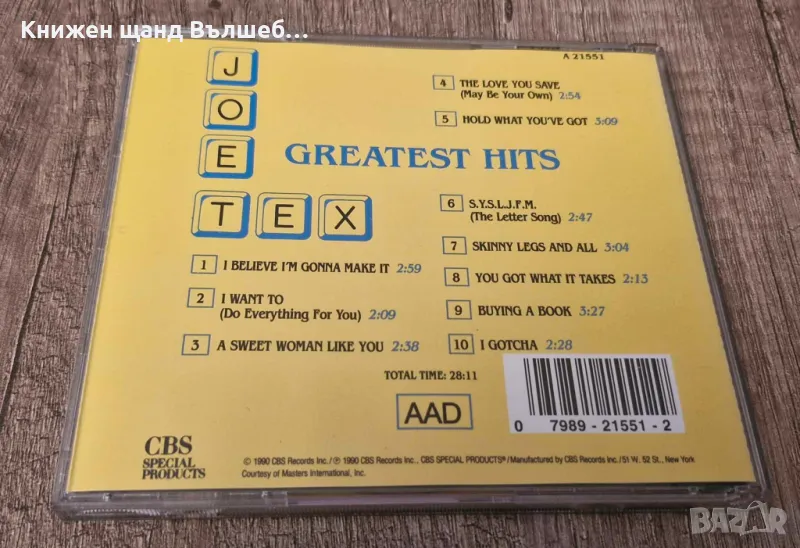 Книжен щанд Вълшеб...
A 21551
J
O
E
TEX
GREATEST HITS
1 I BELIEVE I'M GONNA MAKE IT 2:59
2 I WANT TO
(Do Everything For You) 2:09
3 A SWEET WOMAN LIKE YOU 2:38
4 THE LOVE YOU SAVE
(May Be Your Own) 2:54
5 HOLD WHAT YOU'VE GOT 3:09
6 S.Y.S.L.J.F.M.
(The Letter Song) 2:47
7 SKINNY LEGS AND ALL 3:04
8 YOU GOT WHAT IT TAKES 2:13
9 BUYING A BOOK 3:27
10 I GOTCHA 2:28
TOTAL TIME: 28:11
AAD
0 7989-21551-2
CBS
SPECIAL
PRODUCTS
© 1990 CBS Records Inc./℗ 1990 CBS Records Inc., CBS SPECIAL PRODUCTS®/Manufactured by CBS Records Inc./51 W. 52 St., New York
Courtesy of Masters International, Inc.
BAZAR